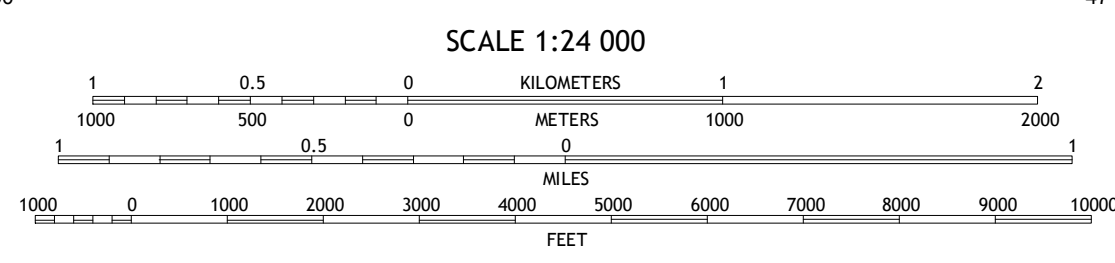 SCALE 1:24 000
1 0.5 0 KILOMETERS 1 2
1000 500 0 METERS 1000 2000
1 0.5 0 1
MILES
1000 0 1000 2000 3000 4000 5000 6000 7000 8000 9000 10000
FEET